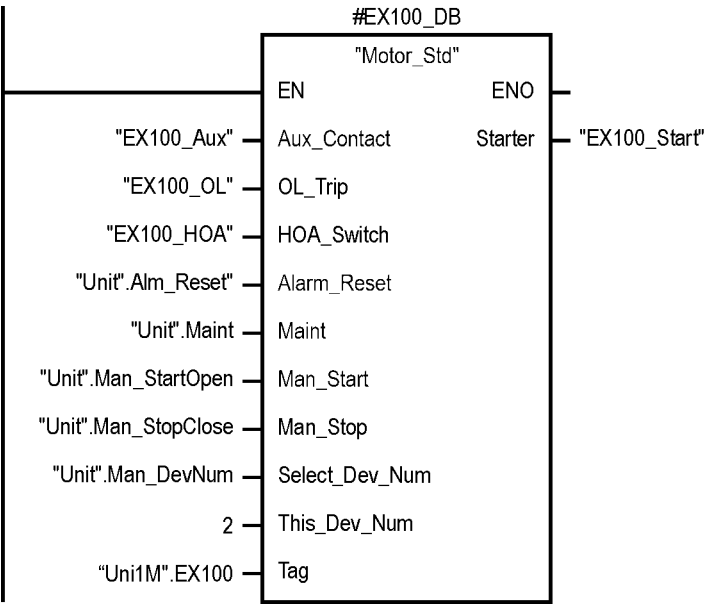 #EX100_DB
"Motor_Std"
EN ENO
"EX100_Aux" Aux_Contact Starter "EX100_Start"
"EX100_OL" OL_Trip
"EX100_HOA" HOA_Switch
"Unit".Alm_Reset" Alarm_Reset
"Unit".Maint Maint
"Unit".Man_StartOpen Man_Start
"Unit".Man_StopClose Man_Stop
"Unit".Man_DevNum Select_Dev_Num
2 This_Dev_Num
“Uni1M".EX100 Tag